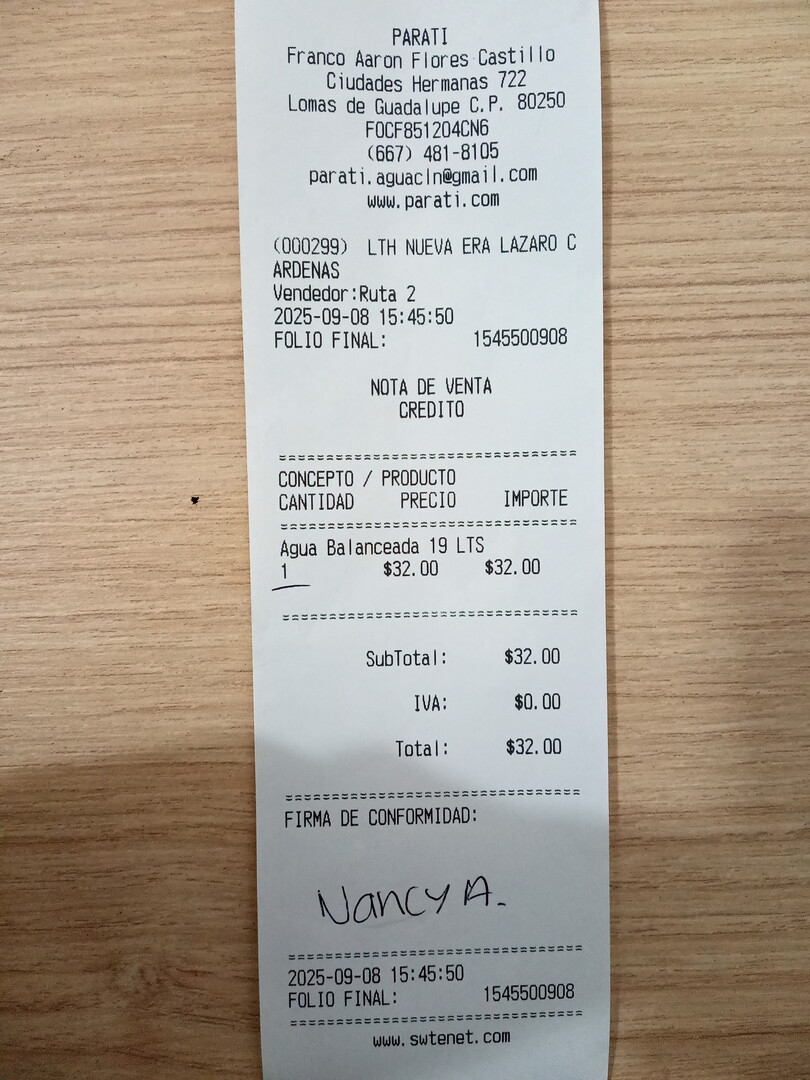 PARATI
Franco Aaron Flores Castillo
Ciudades Hermanas 722
Lomas de Guadalupe C.P. 80250
FOCF851204CN6
(667) 481-8105
parati.aguacln@gmail.com
www.parati.com
(000299) LTH NUEVA ERA LAZARO C
ARDENAS
Vendedor:Ruta 2
2025-09-08 15:45:50
FOLIO FINAL: 1545500908
NOTA DE VENTA
CREDITO
================================
CONCEPTO / PRODUCTO
CANTIDAD PRECIO IMPORTE
================================
Agua Balanceada 19 LTS
1 $32.00 $32.00
================================
SubTotal: $32.00
IVA: $0.00
Total: $32.00
================================
FIRMA DE CONFORMIDAD:
Nancy A.
================================
2025-09-08 15:45:50
FOLIO FINAL: 1545500908
================================
www.swtenet.com